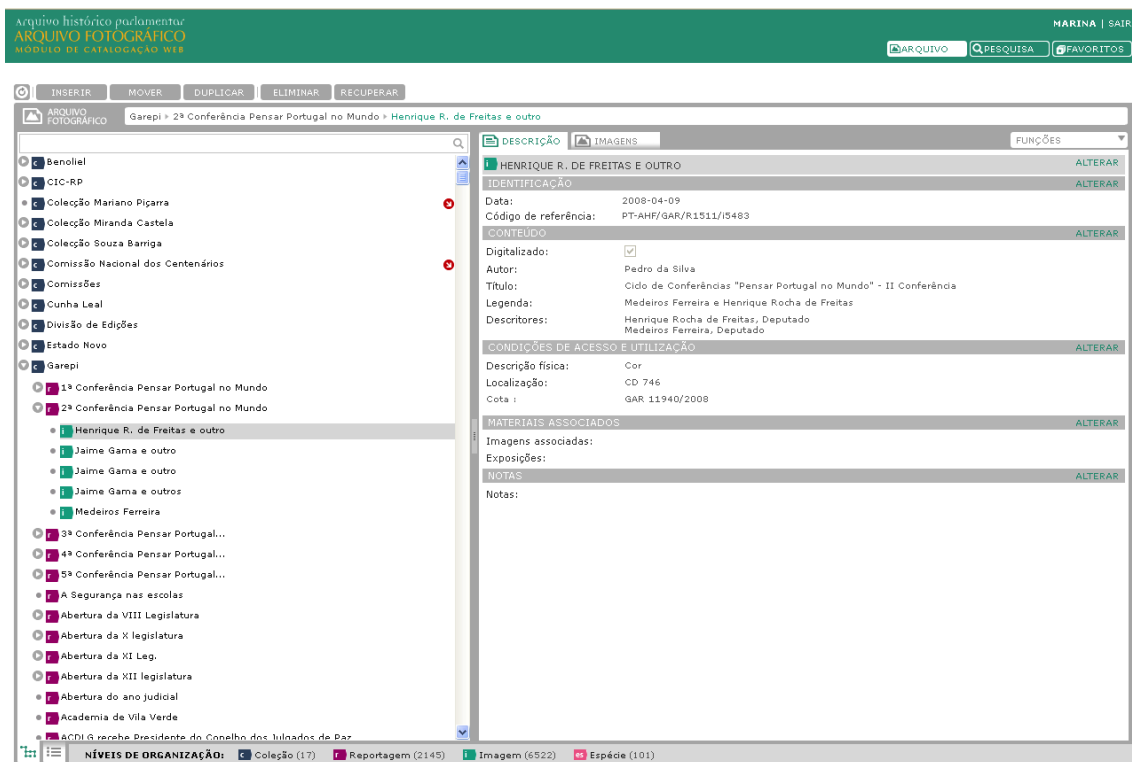 Arquivo histórico parlamentar
ARQUIVO FOTOGRÁFICO
MÓDULO DE CATALOGAÇÃO WEB
MARINA | SAIR
ARQUIVO
PESQUISA
FAVORITOS
INSERIR
MOVER
DUPLICAR
ELIMINAR
RECUPERAR
ARQUIVO
FOTOGRÁFICO
Garepi 2ª Conferência Pensar Portugal no Mundo Henrique R. de Freitas e outro
c Benoliel
c CIC-RP
c Colecção Mariano Piçarra
c Colecção Miranda Castela
c Colecção Souza Barriga
c Comissão Nacional dos Centenários
c Comissões
c Cunha Leal
c Divisão de Edições
c Estado Novo
c Garepi
r 1ª Conferência Pensar Portugal no Mundo
r 2ª Conferência Pensar Portugal no Mundo
i Henrique R. de Freitas e outro
i Jaime Gama e outro
i Jaime Gama e outro
i Jaime Gama e outros
i Medeiros Ferreira
r 3ª Conferência Pensar Portugal...
r 4ª Conferência Pensar Portugal...
r 5ª Conferência Pensar Portugal...
r A Segurança nas escolas
r Abertura da VIII Legislatura
r Abertura da X legislatura
r Abertura da XI Leg.
r Abertura da XII legislatura
r Abertura do ano judicial
r Academia de Vila Verde
r ACDLG recebe Presidente do Conelho dos Julgados de Paz
DESCRIÇÃO
IMAGENS
FUNÇÕES
i HENRIQUE R. DE FREITAS E OUTRO ALTERAR
IDENTIFICAÇÃO ALTERAR
Data: 2008-04-09
Código de referência: PT-AHF/GAR/R1511/i5483
CONTEÚDO ALTERAR
Digitalizado:
Autor: Pedro da Silva
Título: Ciclo de Conferências "Pensar Portugal no Mundo" - II Conferência
Legenda: Medeiros Ferreira e Henrique Rocha de Freitas
Descritores: Henrique Rocha de Freitas, Deputado
Medeiros Ferreira, Deputado
CONDIÇÕES DE ACESSO E UTILIZAÇÃO ALTERAR
Descrição física: Cor
Localização: CD 746
Cota : GAR 11940/2008
MATERIAIS ASSOCIADOS ALTERAR
Imagens associadas:
Exposições:
NOTAS ALTERAR
Notas:
NÍVEIS DE ORGANIZAÇÃO: c Coleção (17) r Reportagem (2145) i Imagem (6522) es Espécie (101)